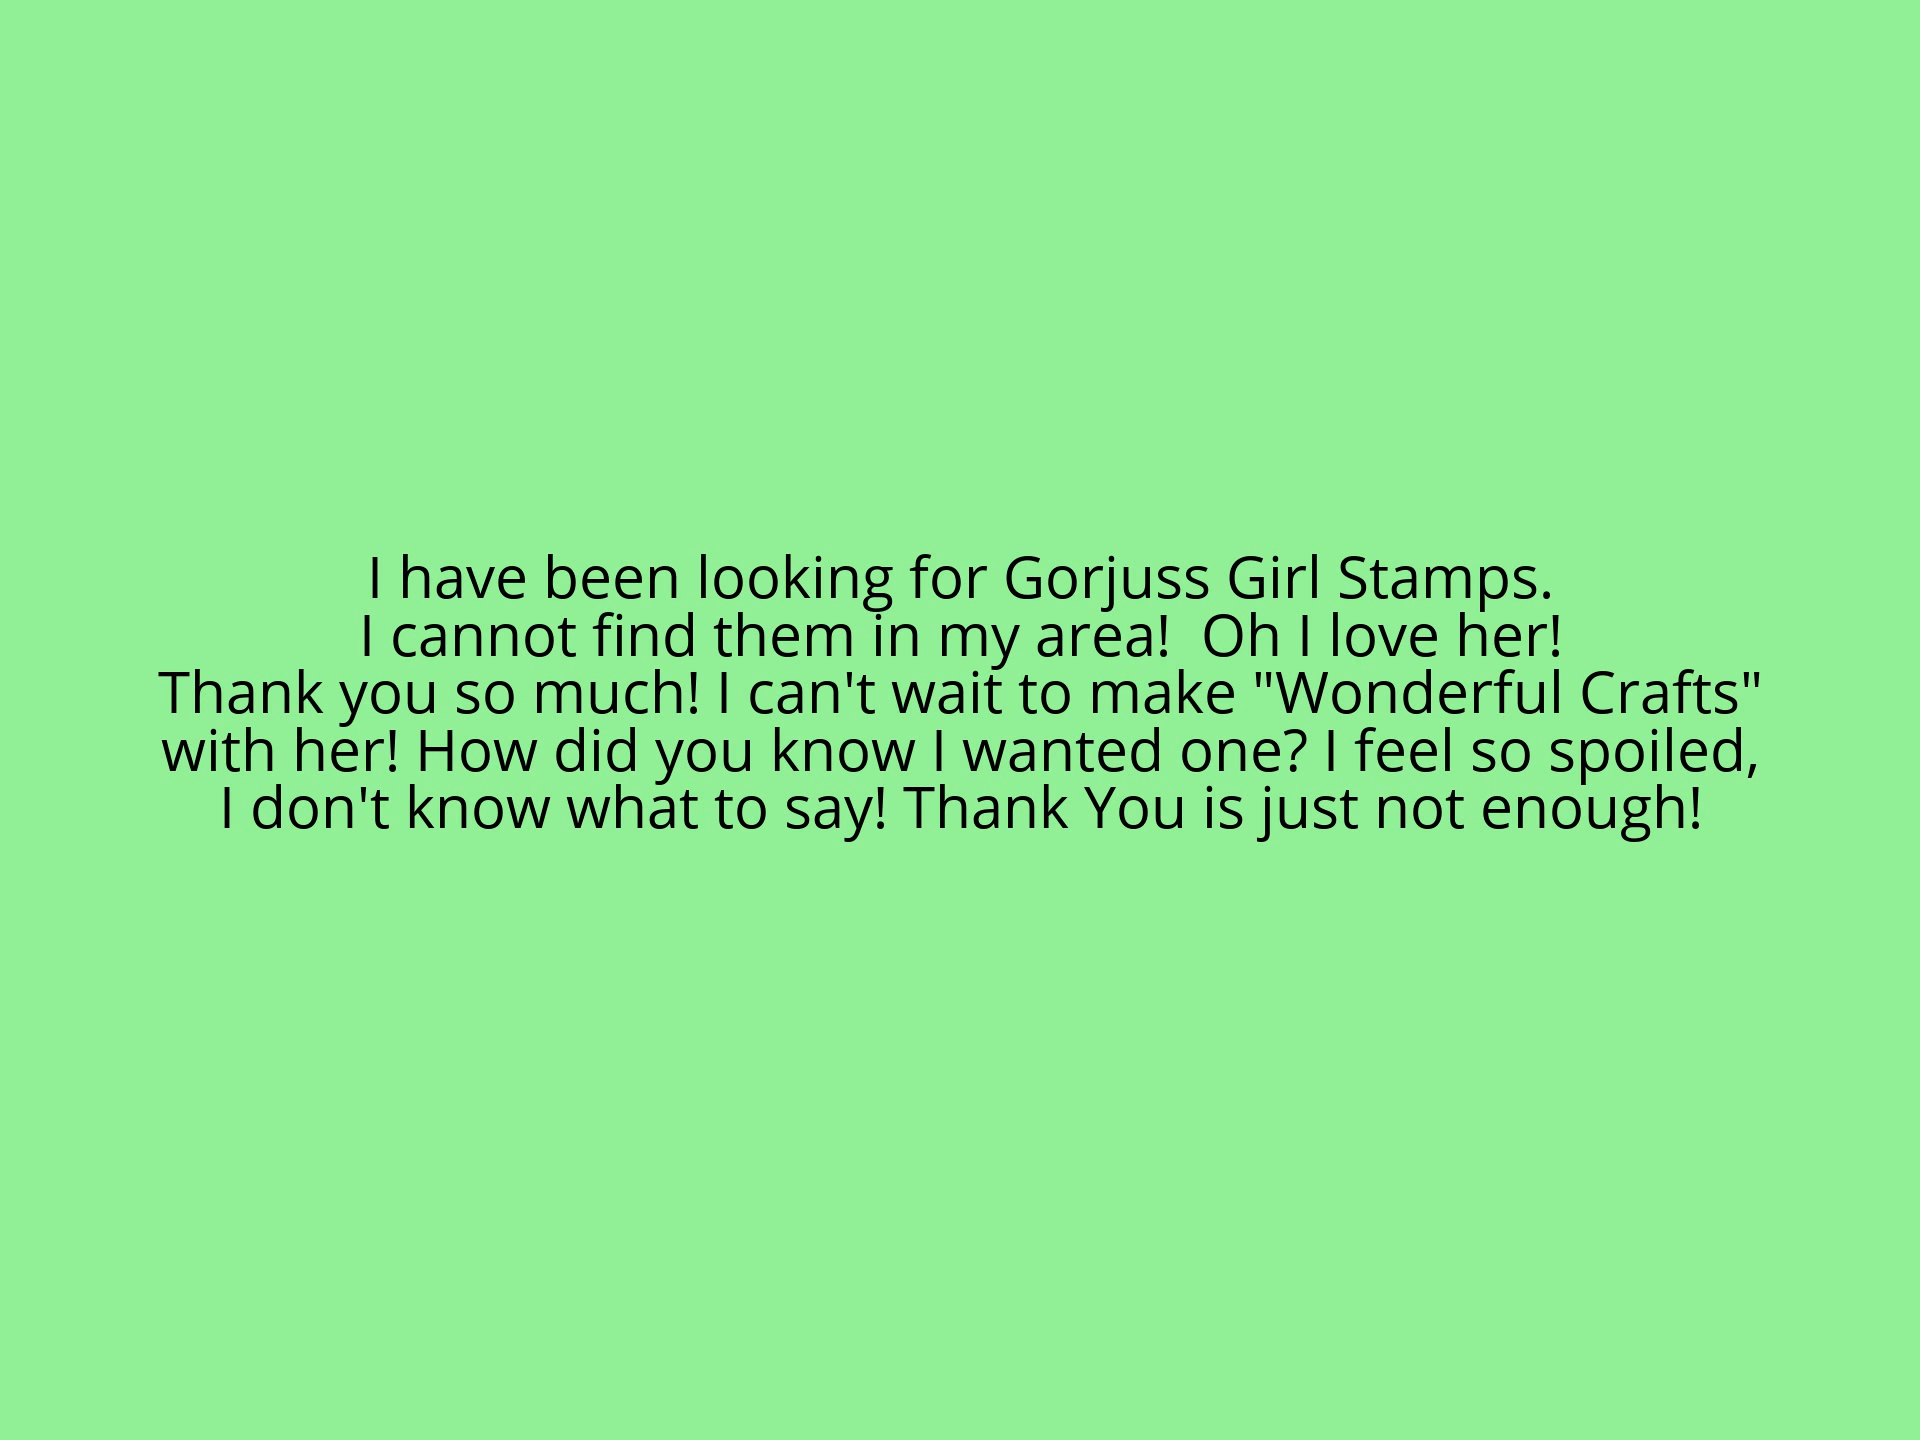 I have been looking for Gorjuss Girl Stamps.
I cannot find them in my area!  Oh I love her!
Thank you so much! I can't wait to make "Wonderful Crafts"
with her! How did you know I wanted one? I feel so spoiled,
I don't know what to say! Thank You is just not enough!